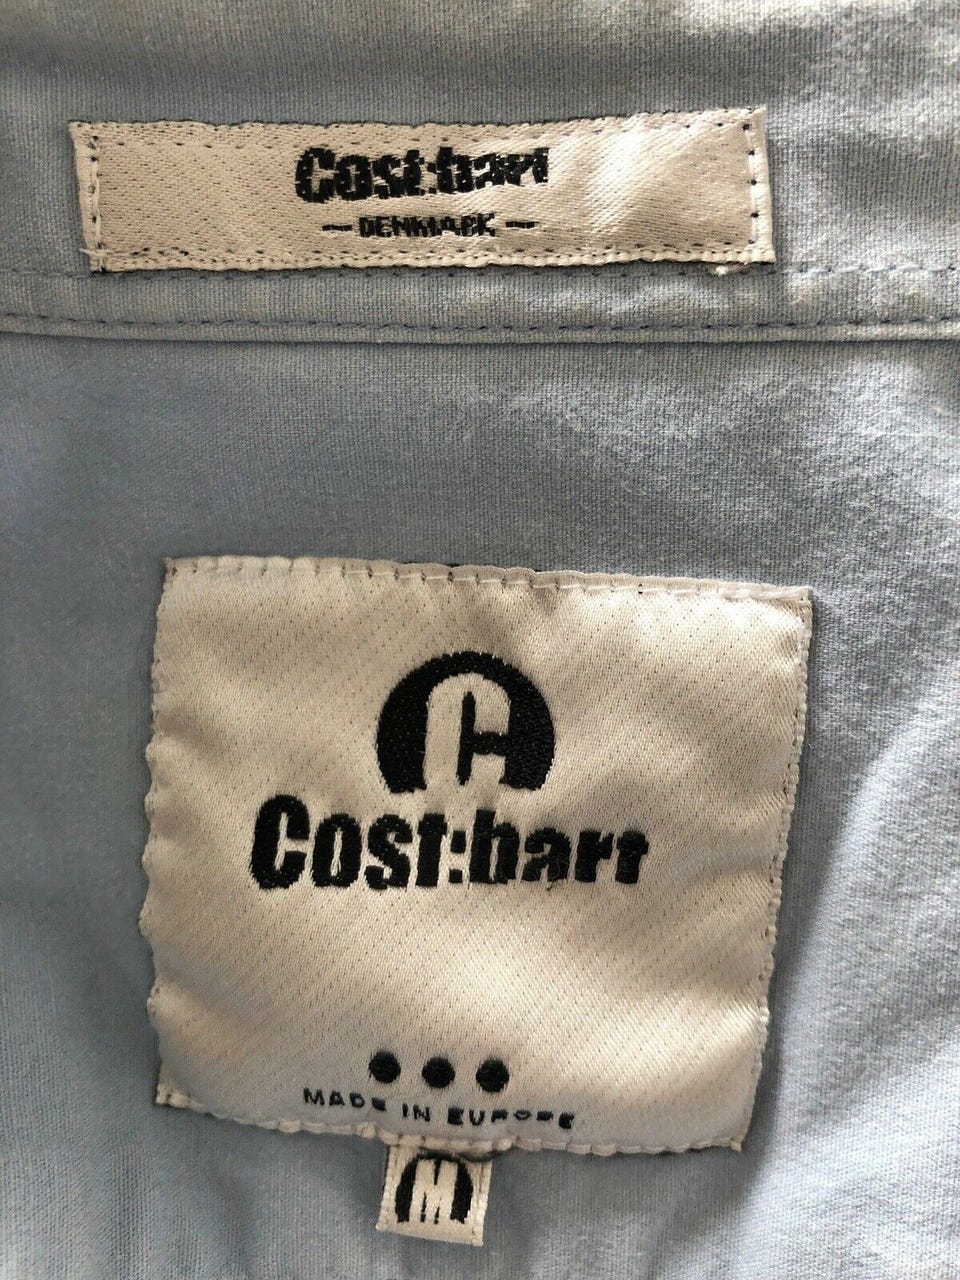 Cost:bart
— DENMARK —
C
Cost:bart
MADE IN EUROPE
M